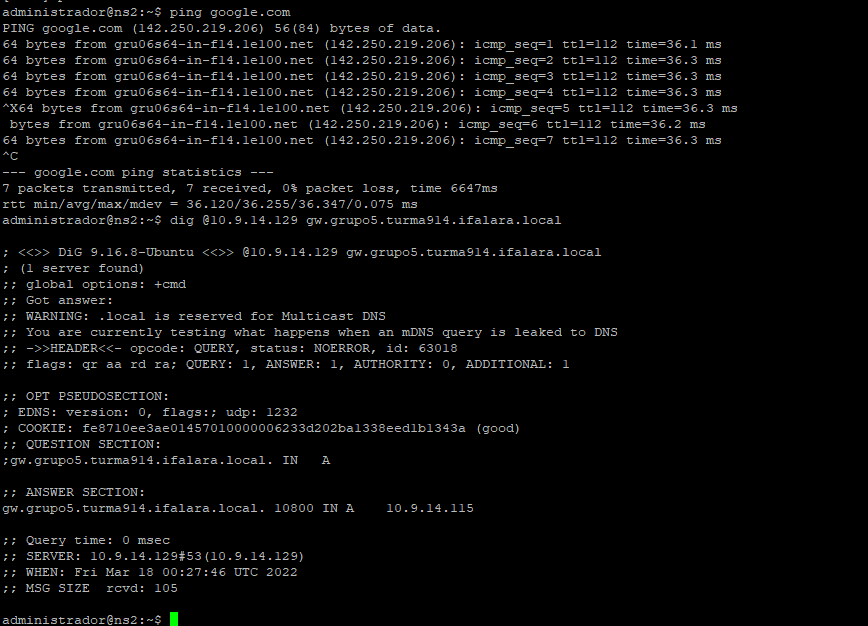 administrador@ns2:~$ ping google.com
PING google.com (142.250.219.206) 56(84) bytes of data.
64 bytes from gru06s64-in-f14.1e100.net (142.250.219.206): icmp_seq=1 ttl=112 time=36.1 ms
64 bytes from gru06s64-in-f14.1e100.net (142.250.219.206): icmp_seq=2 ttl=112 time=36.3 ms
64 bytes from gru06s64-in-f14.1e100.net (142.250.219.206): icmp_seq=3 ttl=112 time=36.3 ms
64 bytes from gru06s64-in-f14.1e100.net (142.250.219.206): icmp_seq=4 ttl=112 time=36.3 ms
^X64 bytes from gru06s64-in-f14.1e100.net (142.250.219.206): icmp_seq=5 ttl=112 time=36.3 ms
 bytes from gru06s64-in-f14.1e100.net (142.250.219.206): icmp_seq=6 ttl=112 time=36.2 ms
64 bytes from gru06s64-in-f14.1e100.net (142.250.219.206): icmp_seq=7 ttl=112 time=36.3 ms
^C
--- google.com ping statistics ---
7 packets transmitted, 7 received, 0% packet loss, time 6647ms
rtt min/avg/max/mdev = 36.120/36.255/36.347/0.075 ms
administrador@ns2:~$ dig @10.9.14.129 gw.grupo5.turma914.ifalara.local

; <<>> DiG 9.16.8-Ubuntu <<>> @10.9.14.129 gw.grupo5.turma914.ifalara.local
; (1 server found)
;; global options: +cmd
;; Got answer:
;; WARNING: .local is reserved for Multicast DNS
;; You are currently testing what happens when an mDNS query is leaked to DNS
;; ->>HEADER<<- opcode: QUERY, status: NOERROR, id: 63018
;; flags: qr aa rd ra; QUERY: 1, ANSWER: 1, AUTHORITY: 0, ADDITIONAL: 1

;; OPT PSEUDOSECTION:
; EDNS: version: 0, flags:; udp: 1232
; COOKIE: fe8710ee3ae01457010000006233d202ba1338eed1b1343a (good)
;; QUESTION SECTION:
;gw.grupo5.turma914.ifalara.local. IN   A

;; ANSWER SECTION:
gw.grupo5.turma914.ifalara.local. 10800 IN A    10.9.14.115

;; Query time: 0 msec
;; SERVER: 10.9.14.129#53(10.9.14.129)
;; WHEN: Fri Mar 18 00:27:46 UTC 2022
;; MSG SIZE  rcvd: 105

administrador@ns2:~$